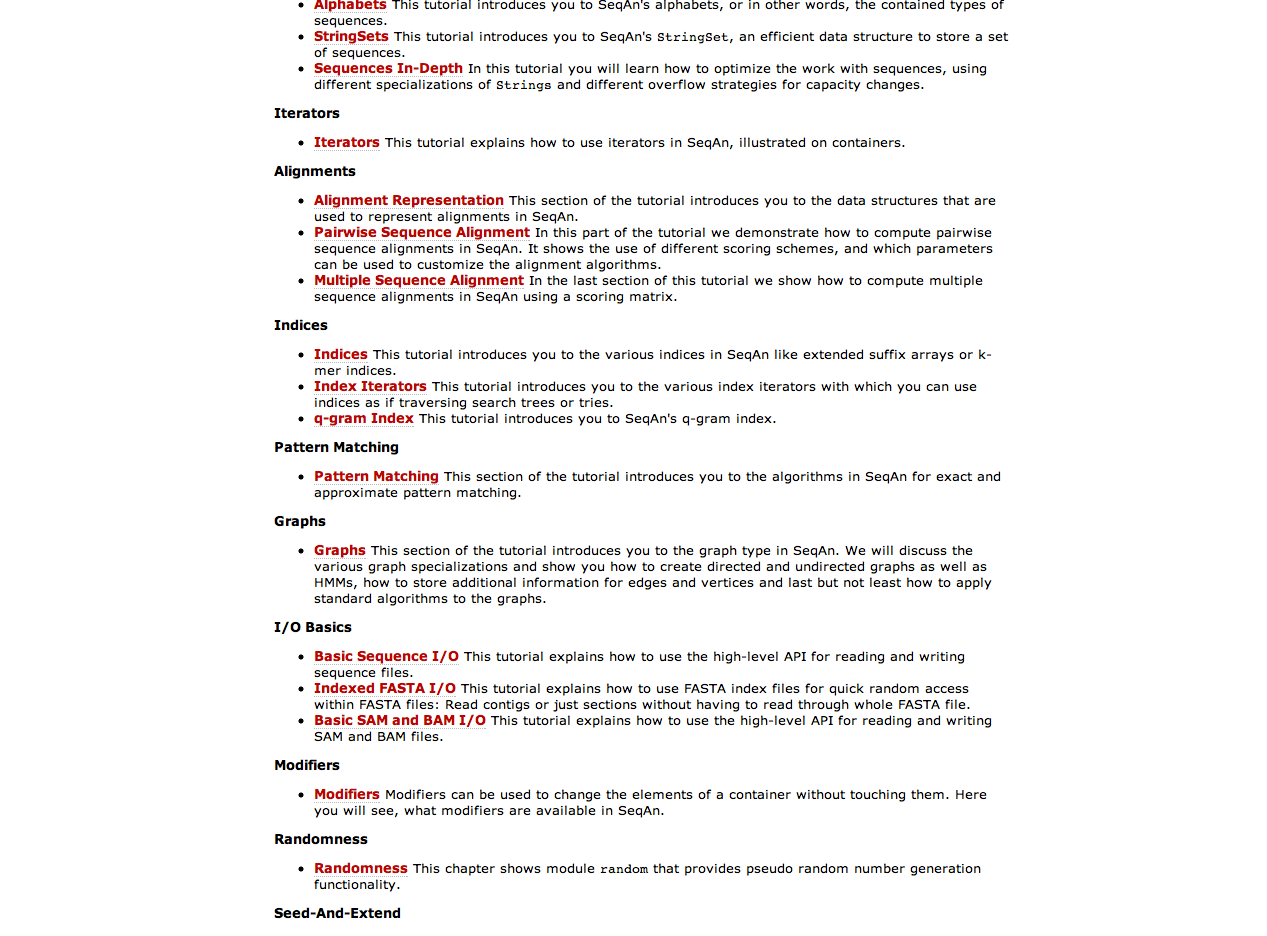 Alphabets This tutorial introduces you to SeqAn's alphabets, or in other words, the contained types of
sequences.
StringSets This tutorial introduces you to SeqAn's StringSet, an efficient data structure to store a set
of sequences.
Sequences In-Depth In this tutorial you will learn how to optimize the work with sequences, using
different specializations of Strings and different overflow strategies for capacity changes.
Iterators
Iterators This tutorial explains how to use iterators in SeqAn, illustrated on containers.
Alignments
Alignment Representation This section of the tutorial introduces you to the data structures that are
used to represent alignments in SeqAn.
Pairwise Sequence Alignment In this part of the tutorial we demonstrate how to compute pairwise
sequence alignments in SeqAn. It shows the use of different scoring schemes, and which parameters
can be used to customize the alignment algorithms.
Multiple Sequence Alignment In the last section of this tutorial we show how to compute multiple
sequence alignments in SeqAn using a scoring matrix.
Indices
Indices This tutorial introduces you to the various indices in SeqAn like extended suffix arrays or k-
mer indices.
Index Iterators This tutorial introduces you to the various index iterators with which you can use
indices as if traversing search trees or tries.
q-gram Index This tutorial introduces you to SeqAn's q-gram index.
Pattern Matching
Pattern Matching This section of the tutorial introduces you to the algorithms in SeqAn for exact and
approximate pattern matching.
Graphs
Graphs This section of the tutorial introduces you to the graph type in SeqAn. We will discuss the
various graph specializations and show you how to create directed and undirected graphs as well as
HMMs, how to store additional information for edges and vertices and last but not least how to apply
standard algorithms to the graphs.
I/O Basics
Basic Sequence I/O This tutorial explains how to use the high-level API for reading and writing
sequence files.
Indexed FASTA I/O This tutorial explains how to use FASTA index files for quick random access
within FASTA files: Read contigs or just sections without having to read through whole FASTA file.
Basic SAM and BAM I/O This tutorial explains how to use the high-level API for reading and writing
SAM and BAM files.
Modifiers
Modifiers Modifiers can be used to change the elements of a container without touching them. Here
you will see, what modifiers are available in SeqAn.
Randomness
Randomness This chapter shows module random that provides pseudo random number generation
functionality.
Seed-And-Extend